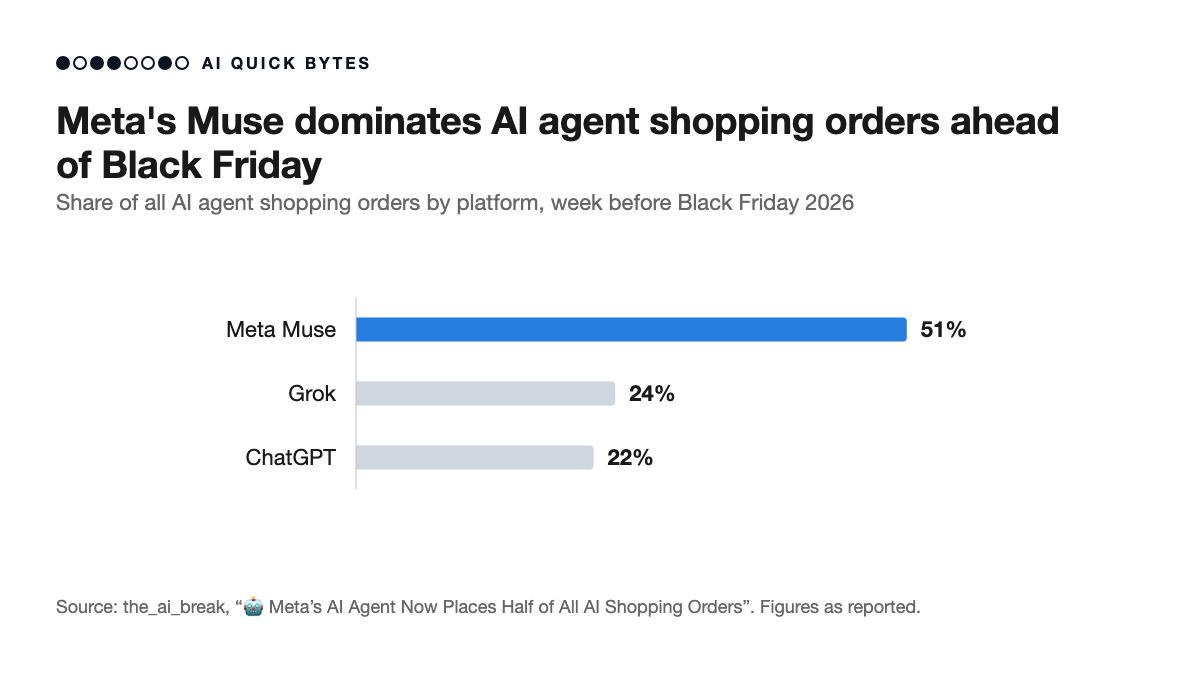 AI QUICK BYTES
Meta's Muse dominates AI agent shopping orders ahead
of Black Friday
Share of all AI agent shopping orders by platform, week before Black Friday 2026
Meta Muse 51%
Grok 24%
ChatGPT 22%
Source: the_ai_break, “🤖 Meta’s AI Agent Now Places Half of All AI Shopping Orders”. Figures as reported.